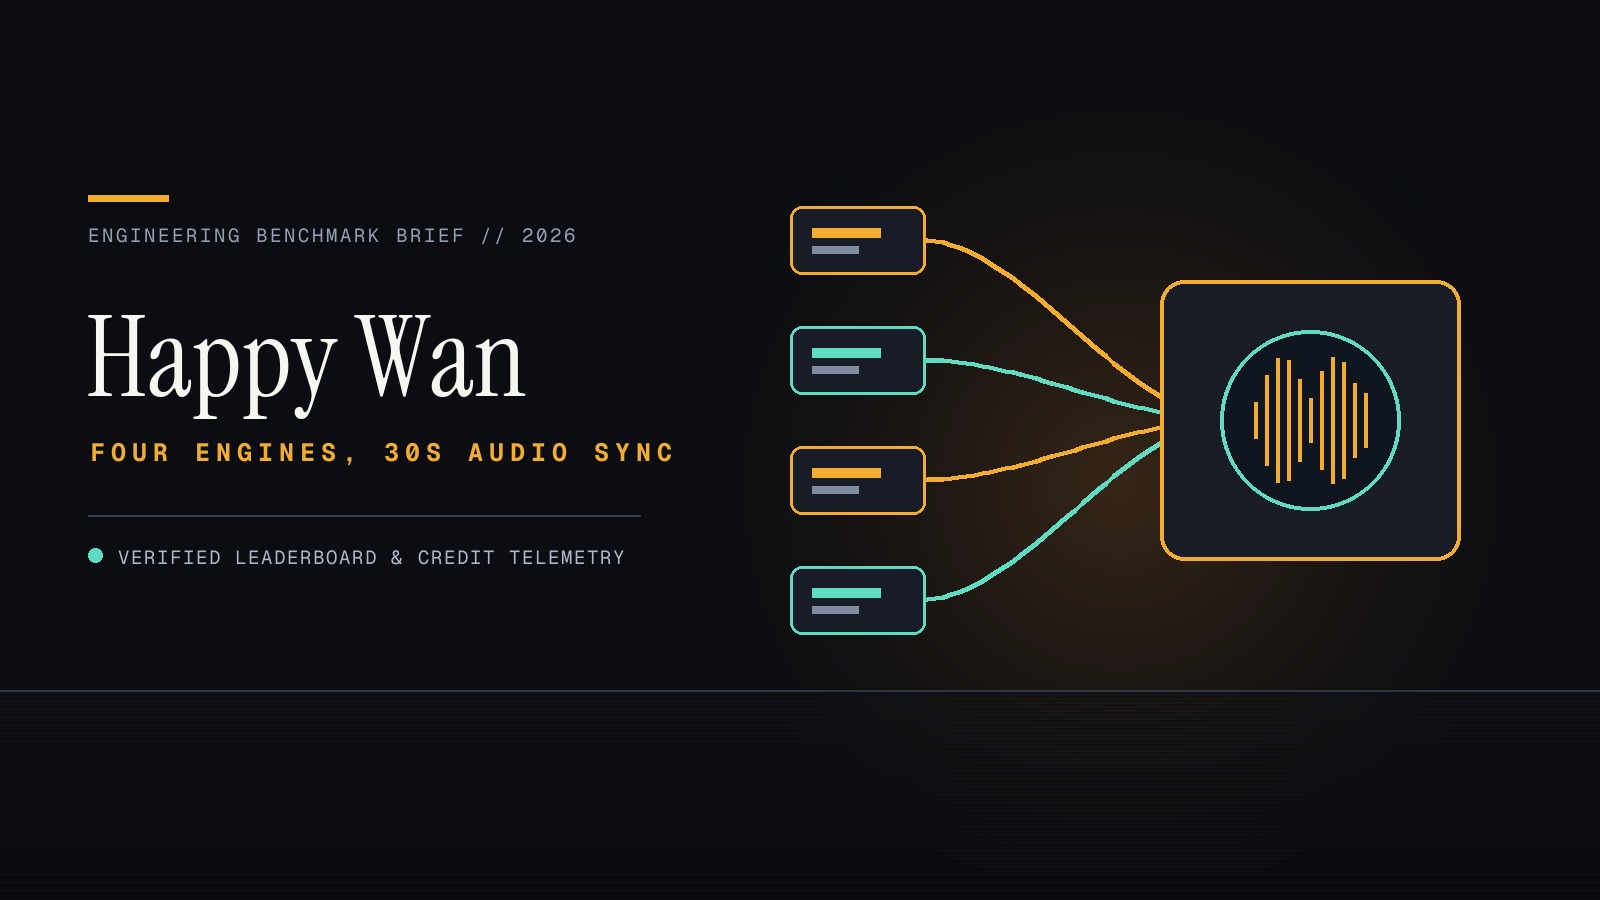 ENGINEERING BENCHMARK BRIEF // 2026
Happy Wan
FOUR ENGINES, 30S AUDIO SYNC
VERIFIED LEADERBOARD & CREDIT TELEMETRY